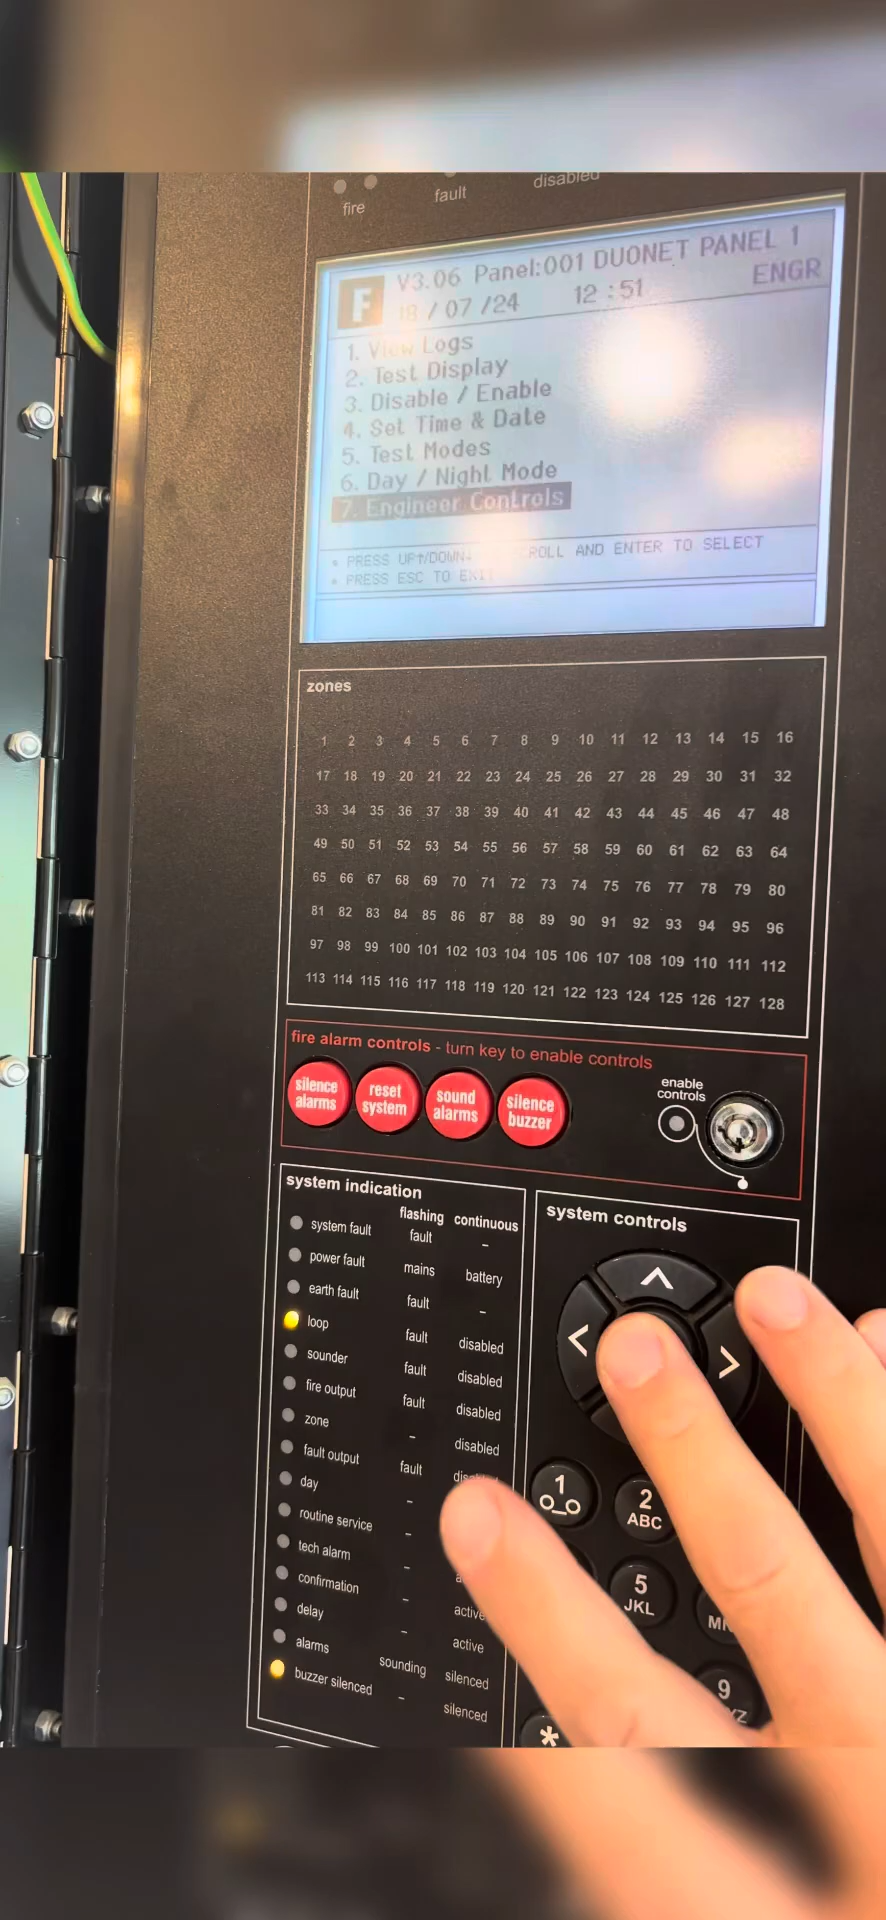 fire
fault
disabled
F
V3.06 Panel:001 DUONET PANEL 1
18 / 07 /24 12 :51 ENGR
1. View Logs
2. Test Display
3. Disable / Enable
4. Set Time & Date
5. Test Modes
6. Day / Night Mode
7. Engineer Controls
• PRESS UP↑/DOWN↓ SCROLL AND ENTER TO SELECT
• PRESS ESC TO EXIT
zones
1 2 3 4 5 6 7 8 9 10 11 12 13 14 15 16
17 18 19 20 21 22 23 24 25 26 27 28 29 30 31 32
33 34 35 36 37 38 39 40 41 42 43 44 45 46 47 48
49 50 51 52 53 54 55 56 57 58 59 60 61 62 63 64
65 66 67 68 69 70 71 72 73 74 75 76 77 78 79 80
81 82 83 84 85 86 87 88 89 90 91 92 93 94 95 96
97 98 99 100 101 102 103 104 105 106 107 108 109 110 111 112
113 114 115 116 117 118 119 120 121 122 123 124 125 126 127 128
fire alarm controls - turn key to enable controls
silence alarms
reset system
sound alarms
silence buzzer
enable controls
system indication
flashing continuous
system fault fault –
power fault mains battery
earth fault fault –
loop fault disabled
sounder fault disabled
fire output fault disabled
zone – disabled
fault output fault
day –
routine service –
tech alarm –
confirmation – active
delay – active
alarms sounding silenced
buzzer silenced – silenced
system controls
^
<
>
1
2
ABC
5
JKL
9
*